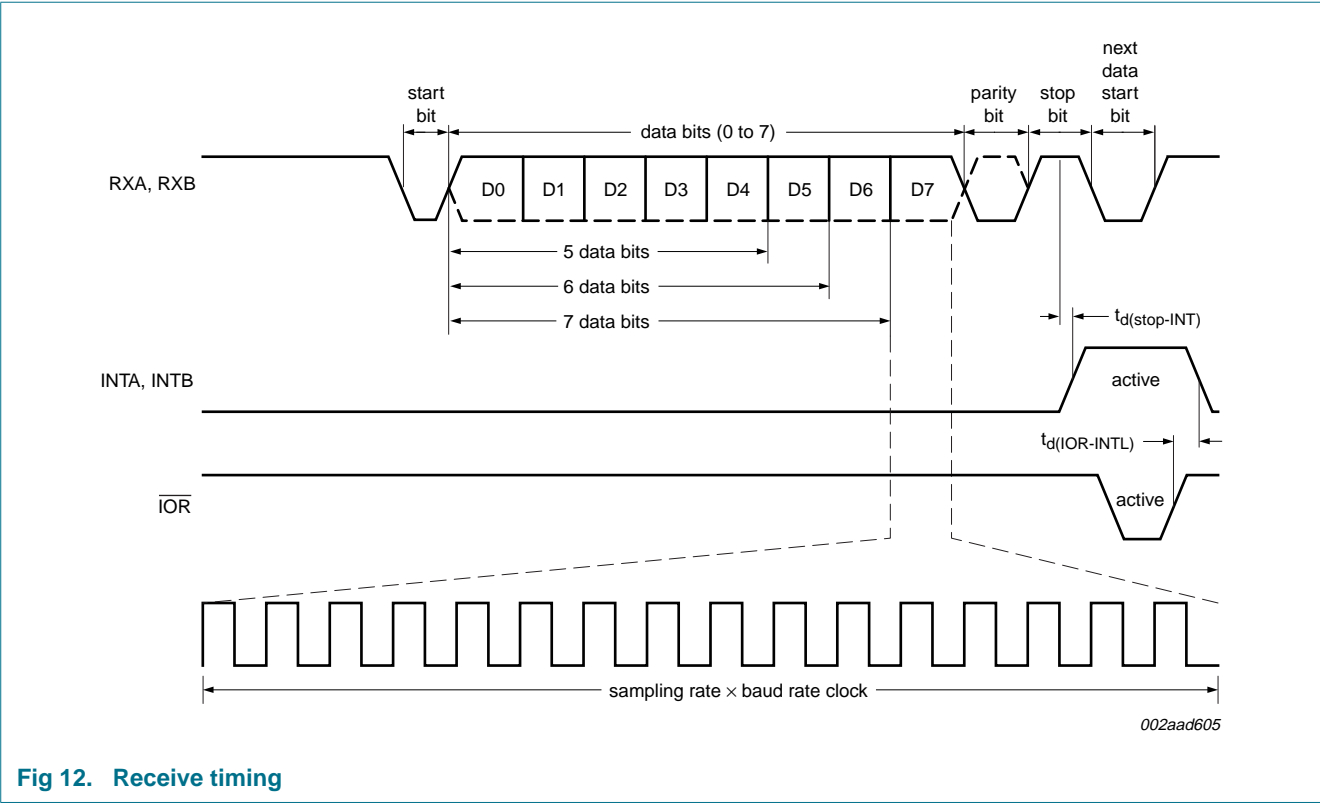 next
data
start
bit
start
bit
parity
bit
stop
bit
data bits (0 to 7)
RXA, RXB
D0 D1 D2 D3 D4 D5 D6 D7
5 data bits
6 data bits
7 data bits
td(stop-INT)
INTA, INTB
active
td(IOR-INTL)
IOR
active
sampling rate × baud rate clock
002aad605
Fig 12. Receive timing